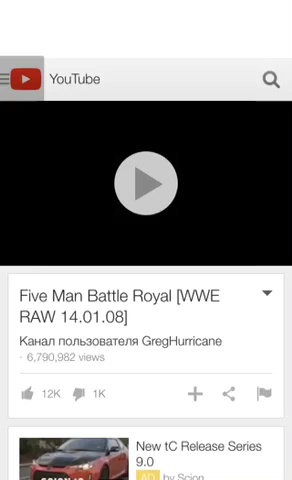 YouTube
Five Man Battle Royal [WWE
RAW 14.01.08]
Канал пользователя GregHurricane
· 6,790,982 views
12K 1K
New tC Release Series
9.0
AD by Scion